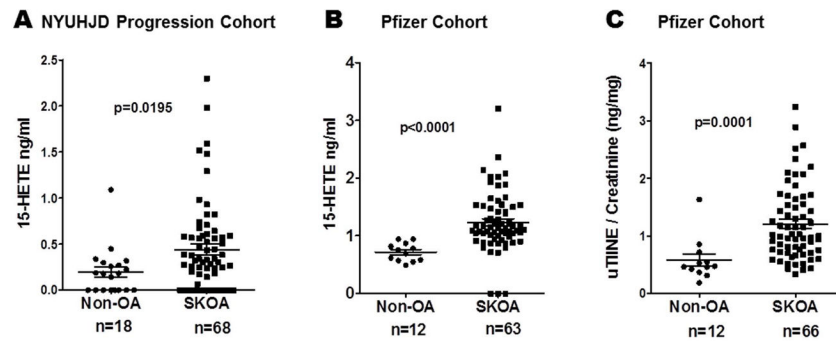 A NYUHJD Progression Cohort
15-HETE ng/ml
2.5
2.0
1.5
1.0
0.5
0.0
p=0.0195
Non-OA SKOA
n=18 n=68
B Pfizer Cohort
15-HETE ng/ml
4
3
2
1
0
p<0.0001
Non-OA SKOA
n=12 n=63
C Pfizer Cohort
uTIINE / Creatinine (ng/mg)
4
3
2
1
0
p=0.0001
Non-OA SKOA
n=12 n=66